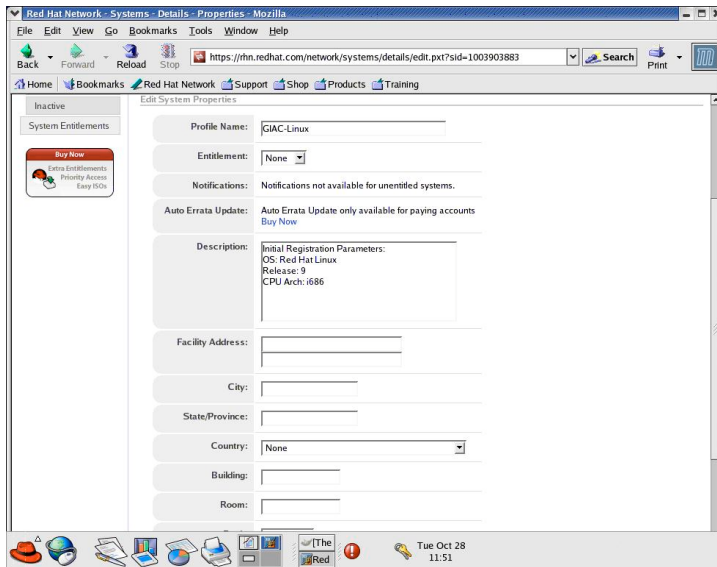 Red Hat Network - Systems - Details - Properties - Mozilla
File Edit View Go Bookmarks Tools Window Help
Back Forward Reload Stop https://rhn.redhat.com/network/systems/details/edit.pxt?sid=1003903883 Search Print
Home Bookmarks Red Hat Network Support Shop Products Training
Inactive
System Entitlements
Buy Now
Extra Entitlements
Priority Access
Easy ISOs
Edit System Properties
Profile Name: GIAC-Linux
Entitlement: None
Notifications: Notifications not available for unentitled systems.
Auto Errata Update: Auto Errata Update only available for paying accounts
Buy Now
Description: Initial Registration Parameters:
OS: Red Hat Linux
Release: 9
CPU Arch: i686
Facility Address:
City:
State/Province:
Country: None
Building:
Room:
[The
Red
Tue Oct 28
11:51